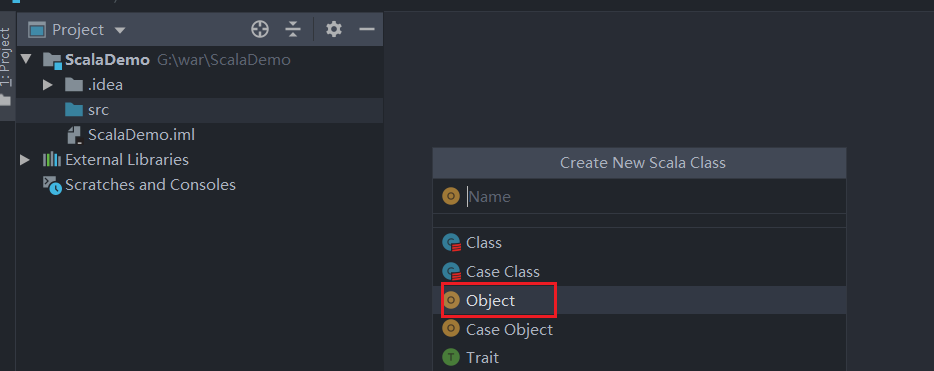 1: Project
Project
ScalaDemo G:\war\ScalaDemo
.idea
src
ScalaDemo.iml
External Libraries
Scratches and Consoles
Create New Scala Class
Name
Class
Case Class
Object
Case Object
Trait